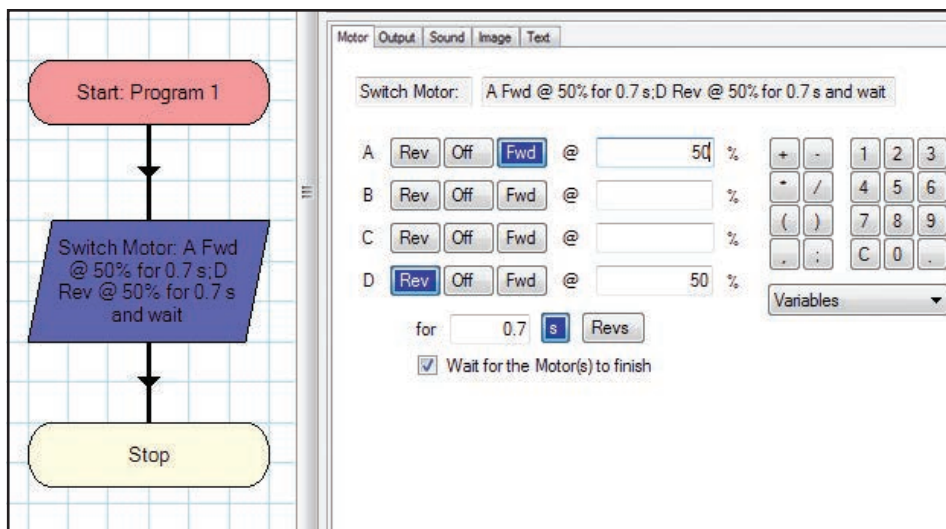 Start: Program 1
Switch Motor: A Fwd
@ 50% for 0.7 s;D
Rev @ 50% for 0.7 s
and wait
Stop
Motor Output Sound Image Text
Switch Motor: A Fwd @ 50% for 0.7 s;D Rev @ 50% for 0.7 s and wait
A Rev Off Fwd @ 50 %
B Rev Off Fwd @ %
C Rev Off Fwd @ %
D Rev Off Fwd @ 50 %
for 0.7 s Revs
Wait for the Motor(s) to finish
+ - 1 2 3
* / 4 5 6
( ) 7 8 9
, ; C 0 .
Variables